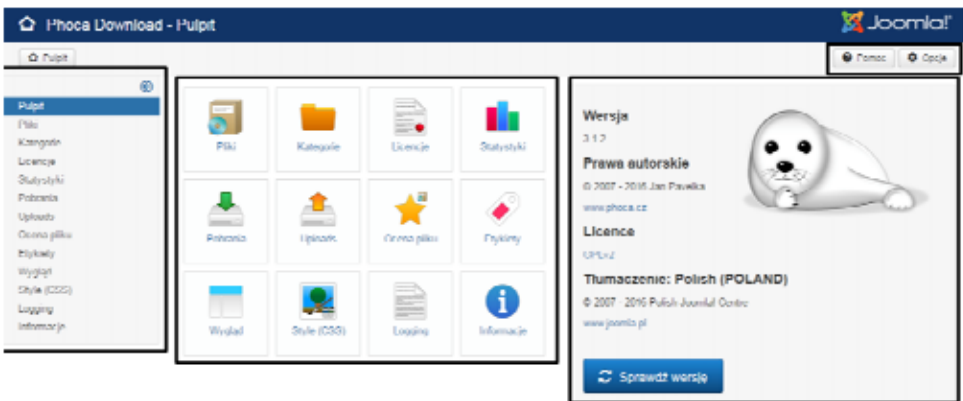 Phoca Download - Pulpit
Joomla!
Pulpit
Pomoc
Opcje
Pulpit
Pliki
Kategorie
Licencje
Statystyki
Pobrania
Uploads
Ocena pliku
Etykiety
Wygląd
Style (CSS)
Logging
Informacje
Pliki
Kategorie
Licencje
Statystyki
Pobrania
Uploads
Ocena pliku
Etykiety
Wygląd
Style (CSS)
Logging
Informacje
Wersja
3.1.2
Prawa autorskie
© 2007 - 2016 Jan Pavelka
www.phoca.cz
Licence
GPLv2
Tłumaczenie: Polish (POLAND)
© 2007 - 2016 Polish Joomla! Centre
www.joomla.pl
Sprawdź wersję